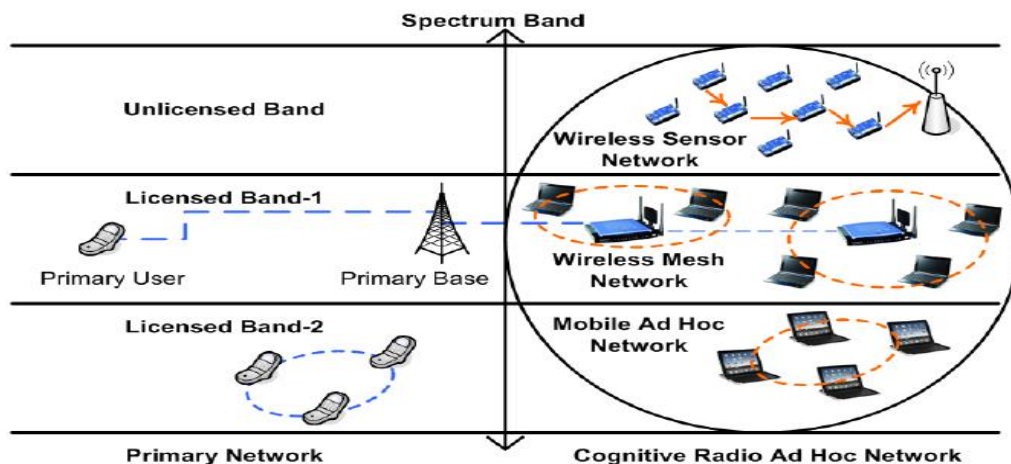 Spectrum Band
Unlicensed Band
Wireless Sensor
Network
Licensed Band-1
Primary User
Primary Base
Wireless Mesh
Network
Licensed Band-2
Mobile Ad Hoc
Network
Primary Network
Cognitive Radio Ad Hoc Network